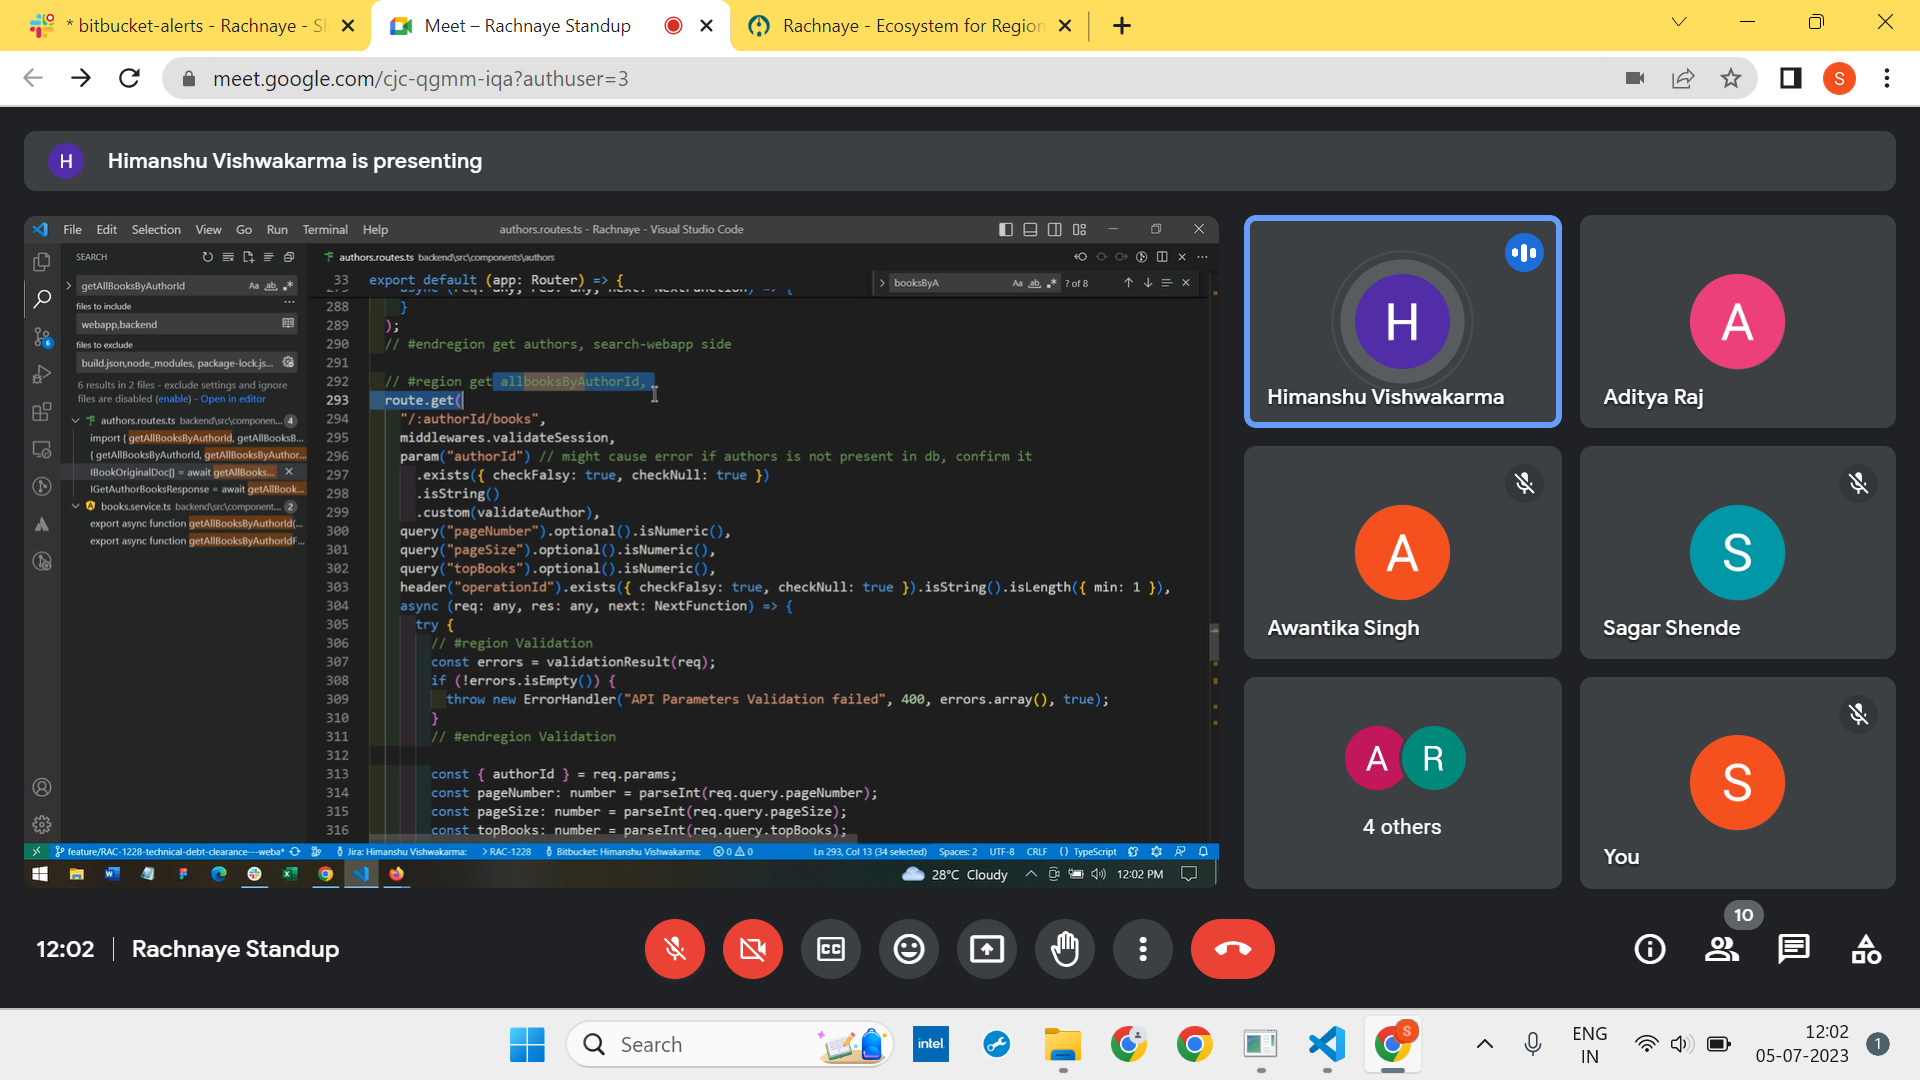 * bitbucket-alerts - Rachnaye - Sl
Meet – Rachnaye Standup
Rachnaye - Ecosystem for Region
meet.google.com/cjc-qgmm-iqa?authuser=3
S
H
Himanshu Vishwakarma is presenting
File Edit Selection View Go Run Terminal Help
authors.routes.ts - Rachnaye - Visual Studio Code
SEARCH
getAllBooksByAuthorId
files to include
webapp,backend
files to exclude
build.json,node_modules, package-lock.js...
6 results in 2 files - exclude settings and ignore
files are disabled (enable) - Open in editor
authors.routes.ts backend\src\componen... 4
import { getAllBooksByAuthorId, getAllBooksB...
{ getAllBooksByAuthorId, getAllBooksByAuthor...
IBookOriginalDoc[] = await getAllBooks...
IGetAuthorBooksResponse = await getAllBook...
books.service.ts backend\src\component... 2
export async function getAllBooksByAuthorId(...
export async function getAllBooksByAuthorIdF...
authors.routes.ts backend\src\components\authors
booksByA
Aa ab .* ? of 8
33 export default (app: Router) => {
288 }
289 );
290 // #endregion get authors, search-webapp side
291
292 // #region get allbooksByAuthorId,
293 route.get(
294 "/:authorId/books",
295 middlewares.validateSession,
296 param("authorId") // might cause error if authors is not present in db, confirm it
297 .exists({ checkFalsy: true, checkNull: true })
298 .isString()
299 .custom(validateAuthor),
300 query("pageNumber").optional().isNumeric(),
301 query("pageSize").optional().isNumeric(),
302 query("topBooks").optional().isNumeric(),
303 header("operationId").exists({ checkFalsy: true, checkNull: true }).isString().isLength({ min: 1 }),
304 async (req: any, res: any, next: NextFunction) => {
305 try {
306 // #region Validation
307 const errors = validationResult(req);
308 if (!errors.isEmpty()) {
309 throw new ErrorHandler("API Parameters Validation failed", 400, errors.array(), true);
310 }
311 // #endregion Validation
312
313 const { authorId } = req.params;
314 const pageNumber: number = parseInt(req.query.pageNumber);
315 const pageSize: number = parseInt(req.query.pageSize);
316 const topBooks: number = parseInt(req.query.topBooks);
feature/RAC-1228-technical-debt-clearance---weba* Jira: Himanshu Vishwakarma: > RAC-1228 Bitbucket: Himanshu Vishwakarma: 0 0 Ln 293, Col 13 (34 selected) Spaces: 2 UTF-8 CRLF {} TypeScript
28°C Cloudy 12:02 PM
H
Himanshu Vishwakarma
A
Aditya Raj
A
Awantika Singh
S
Sagar Shende
A R
4 others
S
You
12:02 | Rachnaye Standup
CC
10
Search
intel
S
ENG
IN
12:02
05-07-2023
1